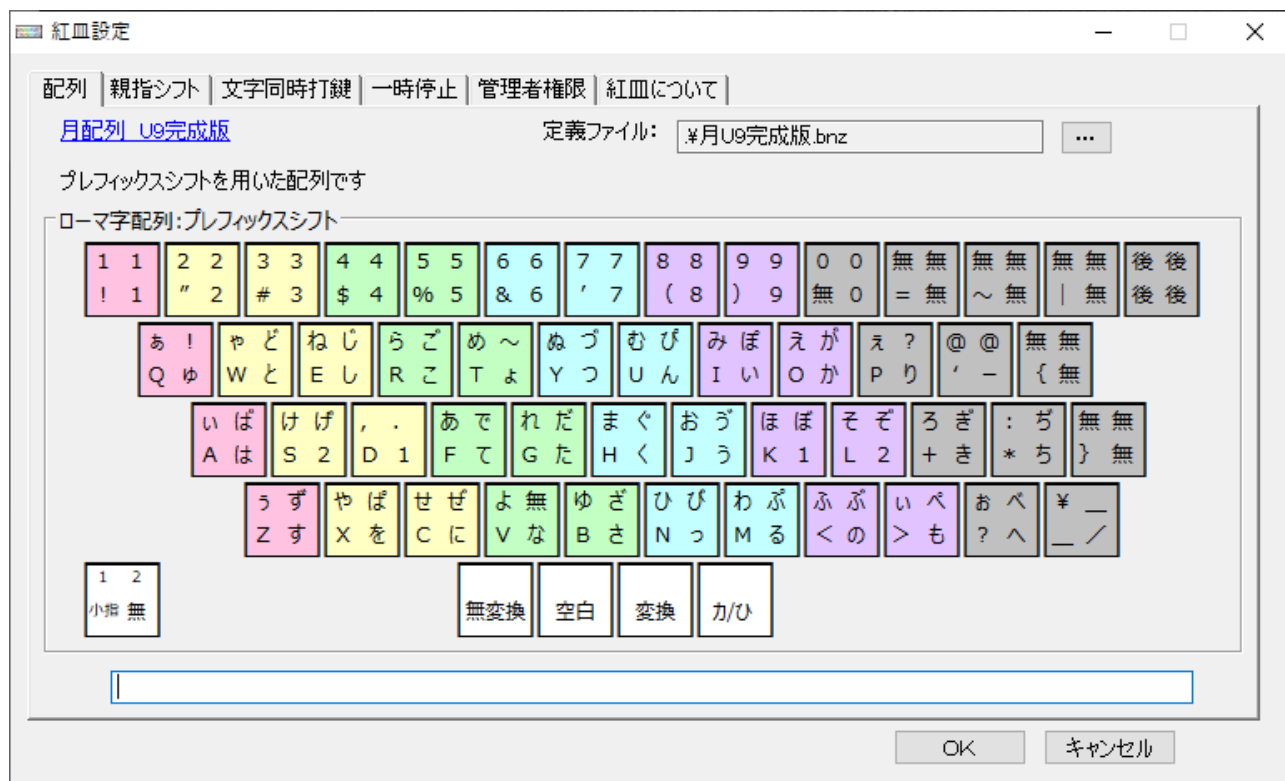 紅皿設定
配列 親指シフト 文字同時打鍵 一時停止 管理者権限 紅皿について
月配列 U9完成版 定義ファイル: .¥月U9完成版.bnz ...
プレフィックスシフトを用いた配列です
ローマ字配列:プレフィックスシフト
1 1 2 2 3 3 4 4 5 5 6 6 7 7 8 8 9 9 0 0 無 無 無 無 無 無 後 後
! 1 ″ 2 # 3 $ 4 % 5 & 6 ′ 7 ( 8 ) 9 無 0 = 無 ~ 無 | 無 後 後
ぁ ! ゃ ど ね じ ら ご め ~ ぬ づ む ぴ み ぽ え が ぇ ? @ @ 無 無
Q ゅ W と E し R こ T ょ Y つ U ん I い O か P り ′ - { 無
ぃ ば け げ , . あ で れ だ ま ぐ お ゔ ほ ぼ そ ぞ ろ ぎ : ぢ 無 無
A は S 2 D 1 F て G た H く J う K 1 L 2 + き * ち } 無
ぅ ず や ぱ せ ぜ よ 無 ゆ ざ ひ び わ ぷ ふ ぶ ぃ ぺ ぉ べ ¥ _
Z す X を C に V な B さ N っ M る < の > も ? へ _ /
1 2
小指 無 無変換 空白 変換 カ/ひ
OK キャンセル